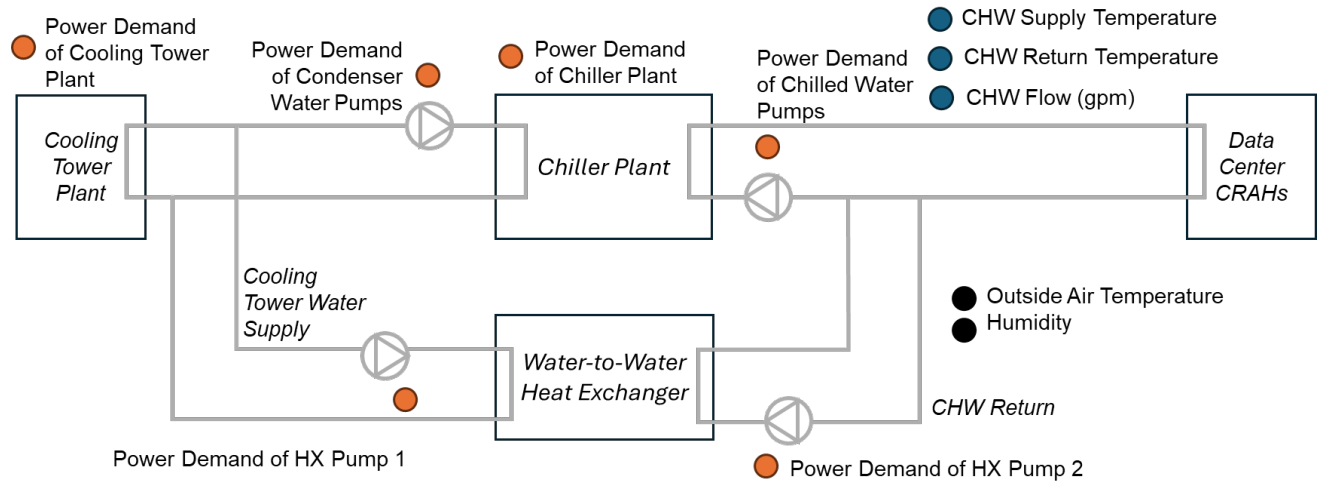 Power Demand
of Cooling Tower
Plant
Power Demand
of Condenser
Water Pumps
Power Demand
of Chiller Plant
Power Demand
of Chilled Water
Pumps
CHW Supply Temperature
CHW Return Temperature
CHW Flow (gpm)
Cooling
Tower
Plant
Chiller Plant
Data
Center
CRAHs
Cooling
Tower Water
Supply
Water-to-Water
Heat Exchanger
Outside Air Temperature
Humidity
CHW Return
Power Demand of HX Pump 1
Power Demand of HX Pump 2